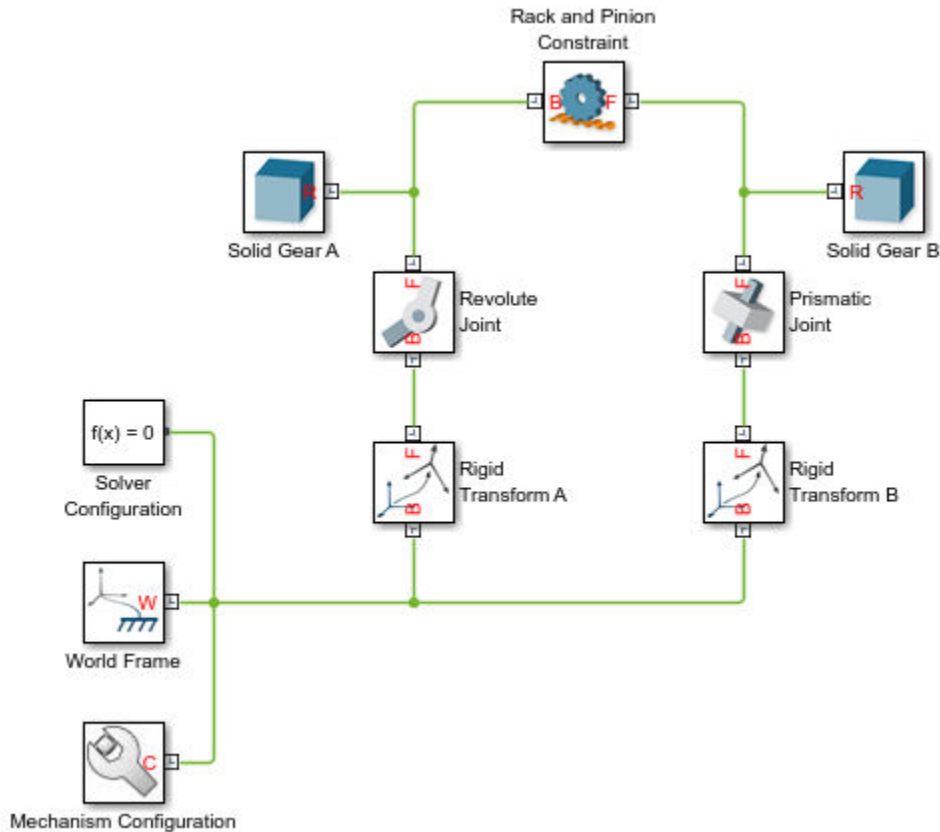 Rack and Pinion
Constraint
B F
R
Solid Gear A
R
Solid Gear B
F
Revolute
Joint
B
F
Prismatic
Joint
B
f(x) = 0
Solver
Configuration
F
Rigid
Transform A
B
F
Rigid
Transform B
B
W
World Frame
C
Mechanism Configuration